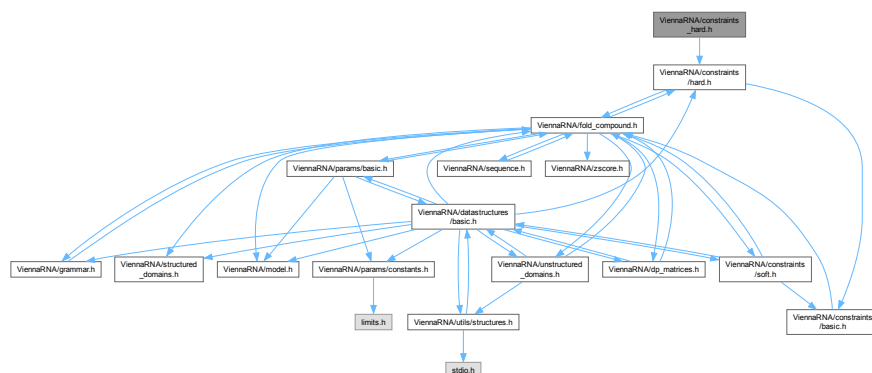 ViennaRNA/constraints
_hard.h
ViennaRNA/constraints
/hard.h
ViennaRNA/fold_compound.h
ViennaRNA/params/basic.h
ViennaRNA/sequence.h
ViennaRNA/zscore.h
ViennaRNA/datastructures
/basic.h
ViennaRNA/grammar.h
ViennaRNA/structured
_domains.h
ViennaRNA/model.h
ViennaRNA/params/constants.h
ViennaRNA/unstructured
_domains.h
ViennaRNA/dp_matrices.h
ViennaRNA/constraints
/soft.h
limits.h
ViennaRNA/utils/structures.h
ViennaRNA/constraints
/basic.h
stdio.h